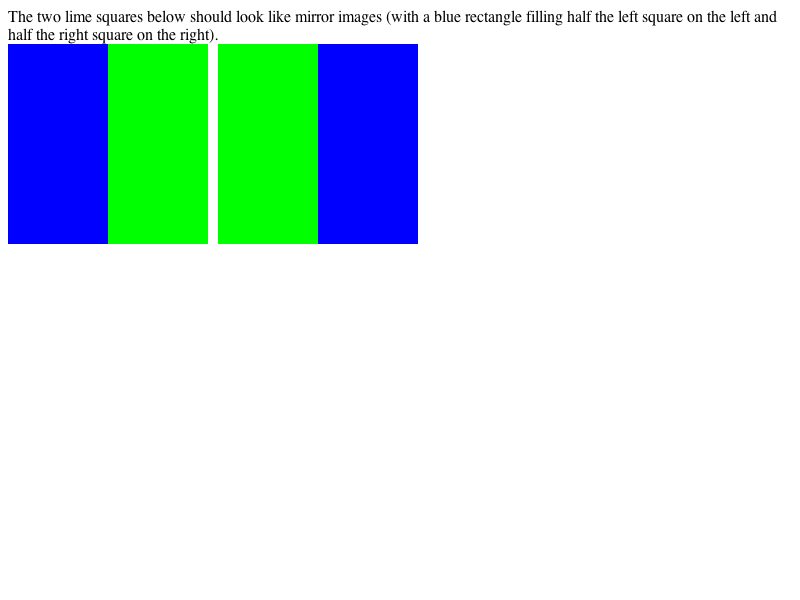 The two lime squares below should look like mirror images (with a blue rectangle filling half the left square on the left and
half the right square on the right).